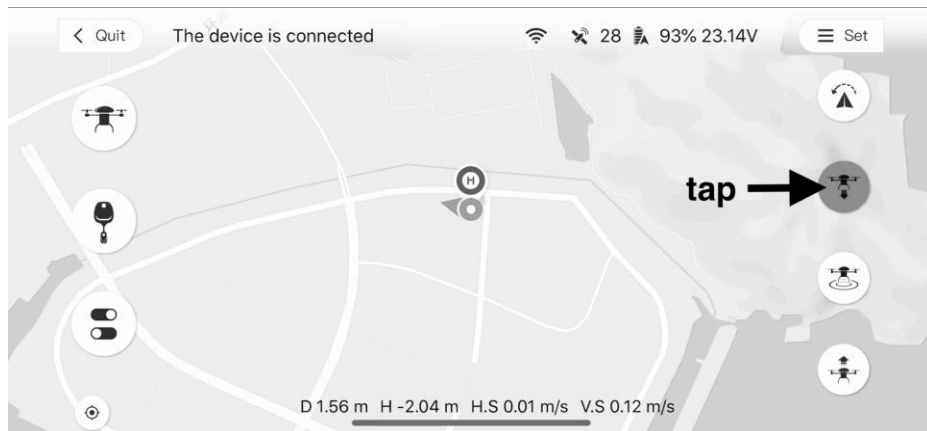 Quit
The device is connected
28
93% 23.14V
Set
H
tap
D 1.56 m H -2.04 m H.S 0.01 m/s V.S 0.12 m/s